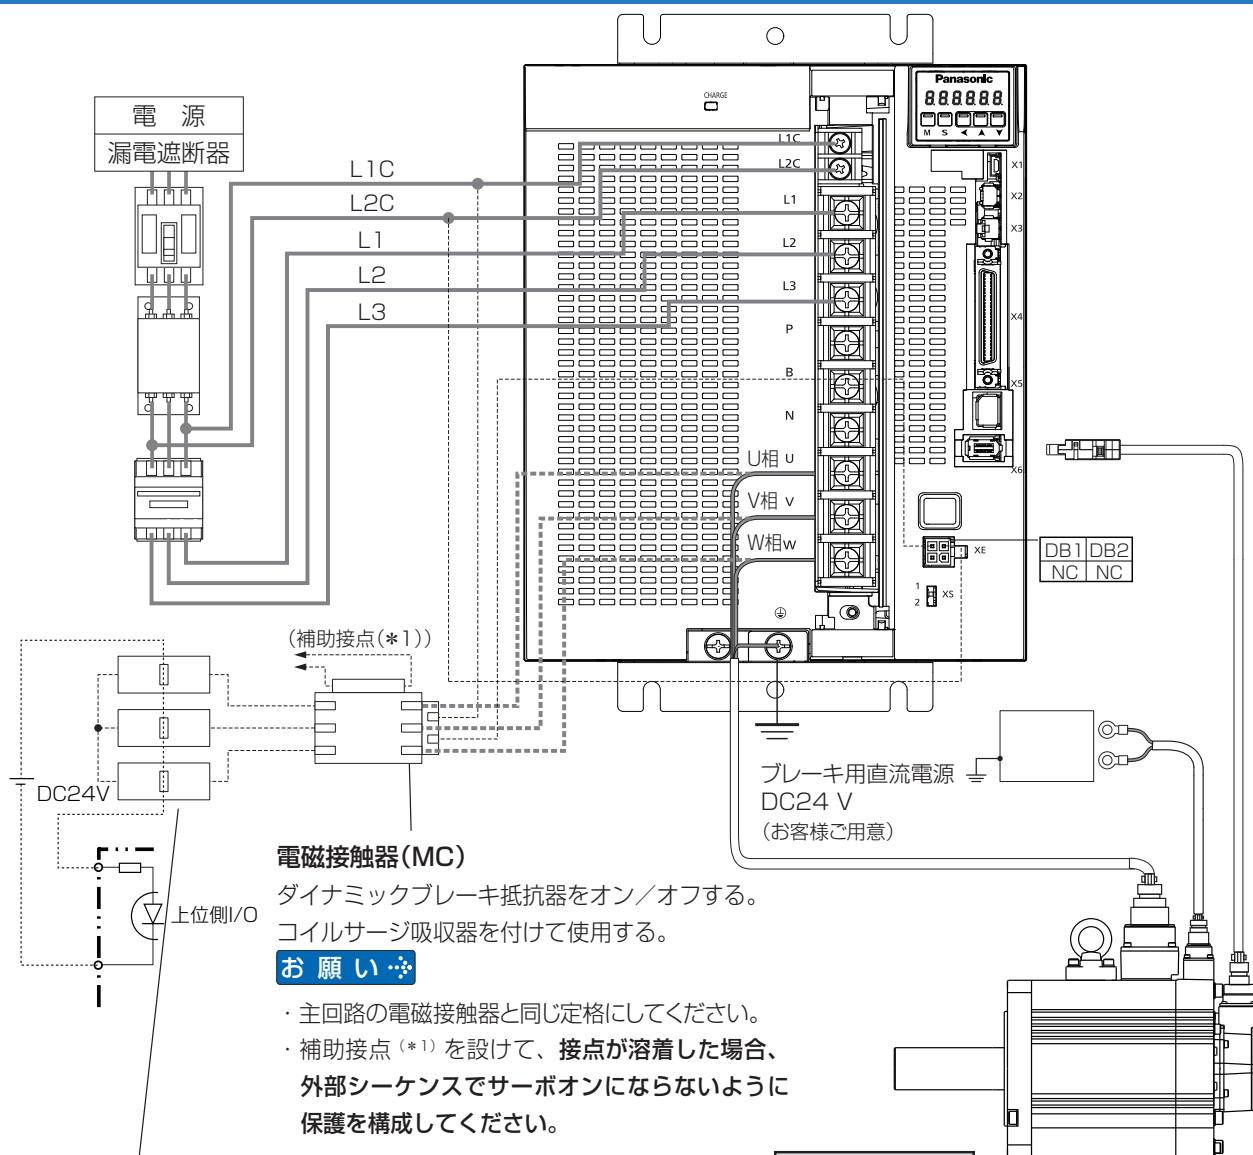 Panasonic
8.8.8.8.8.8.
M S
CHARGE
電 源
漏電遮断器
L1C
L2C
L1
L2
L3
L1C
L2C
L1
L2
L3
P
B
N
U相 U
V相 V
W相 W
X1
X2
X3
X4
X5
X6
XE
DB1 DB2
NC NC
1
2
XS
(補助接点(*1))
DC24V
上位側I/O
ブレーキ用直流電源
DC24 V
(お客様ご用意)
電磁接触器(MC)
ダイナミックブレーキ抵抗器をオン/オフする。
コイルサージ吸収器を付けて使用する。
お 願 い
・主回路の電磁接触器と同じ定格にしてください。
・補助接点(*1)を設けて、接点が溶着した場合、
外部シーケンスでサーボオンにならないように
保護を構成してください。